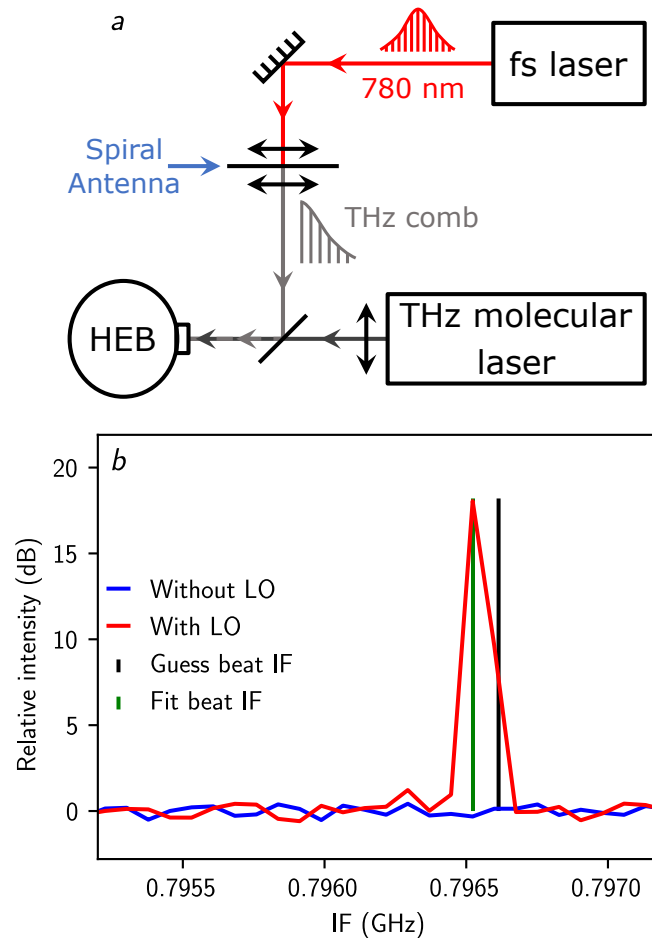 a
fs laser
780 nm
Spiral
Antenna
THz comb
HEB
THz molecular
laser
b
20
15
10
5
0
Relative intensity (dB)
Without LO
With LO
Guess beat IF
Fit beat IF
0.7955
0.7960
0.7965
0.7970
IF (GHz)